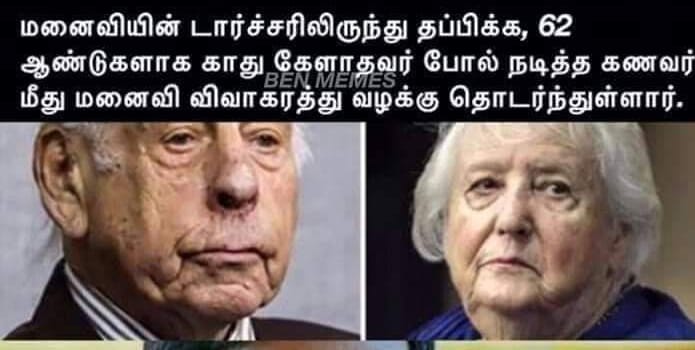 மனைவியின் டார்ச்சரிலிருந்து தப்பிக்க, 62
ஆண்டுகளாக காது கேளாதவர் போல் நடித்த கணவர்
BEN MEMES
மீது மனைவி விவாகரத்து வழக்கு தொடர்ந்துள்ளார்.